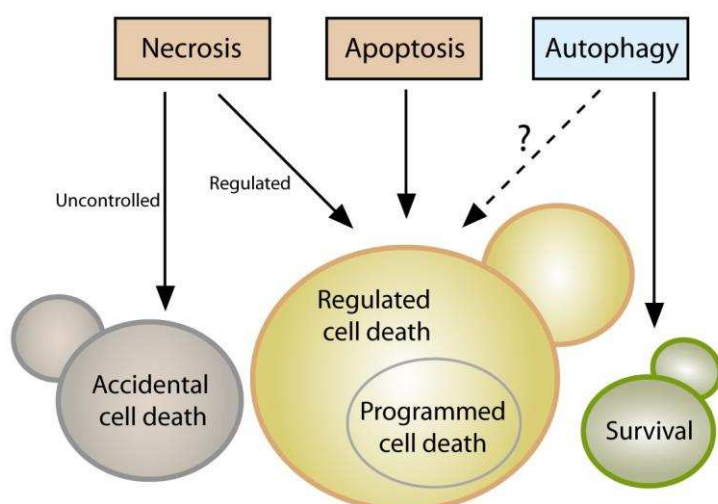 Necrosis
Apoptosis
Autophagy
?
Regulated
Uncontrolled
Regulated
cell death
Accidental
cell death
Programmed
cell death
Survival